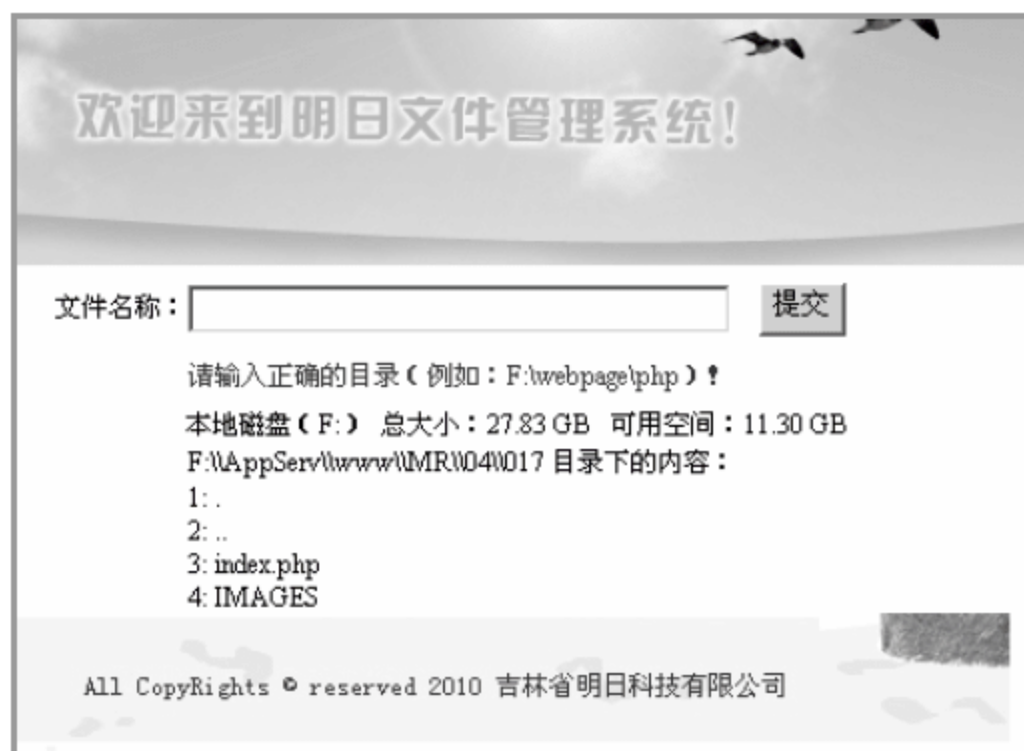 欢迎来到明日文件管理系统！
文件名称： 提交
请输入正确的目录（例如：F:\webpage\php）！
本地磁盘（F:） 总大小：27.83 GB 可用空间：11.30 GB
F:\\AppServ\\www\\MR\\04\\017 目录下的内容：
1: .
2: ..
3: index.php
4: IMAGES
All CopyRights © reserved 2010 吉林省明日科技有限公司